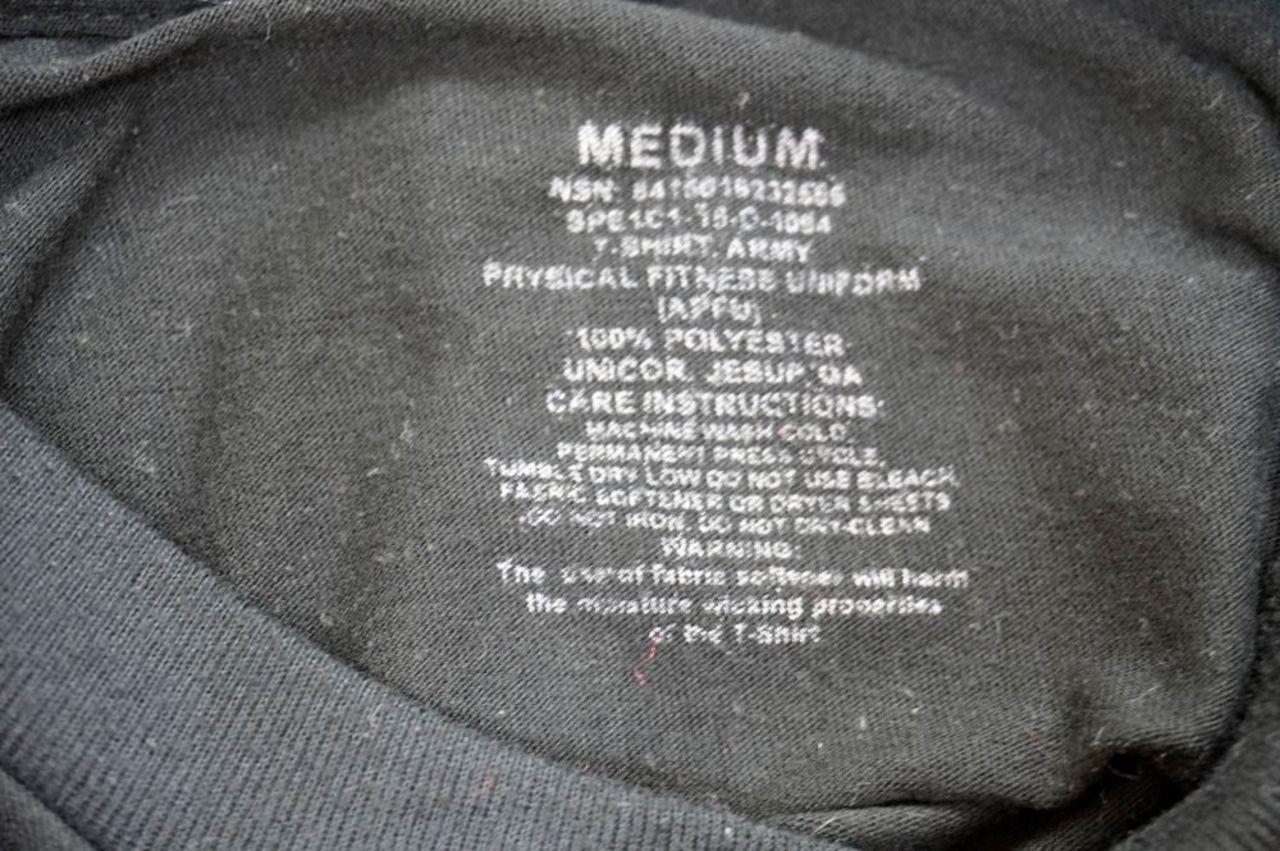 MEDIUM
NSN:
T-SHIRT, ARMY
PHYSICAL FITNESS UNIFORM
(APFU)
100% POLYESTER
UNICOR, JESUP, GA
CARE INSTRUCTIONS:
MACHINE WASH COLD,
PERMANENT PRESS CYCLE,
TUMBLE DRY LOW DO NOT USE BLEACH,
FABRIC SOFTENER OR DRYER SHEETS
DO NOT IRON, DO NOT DRY-CLEAN
WARNING:
The use of fabric softener will harm
the moisture wicking properties
of the T-Shirt